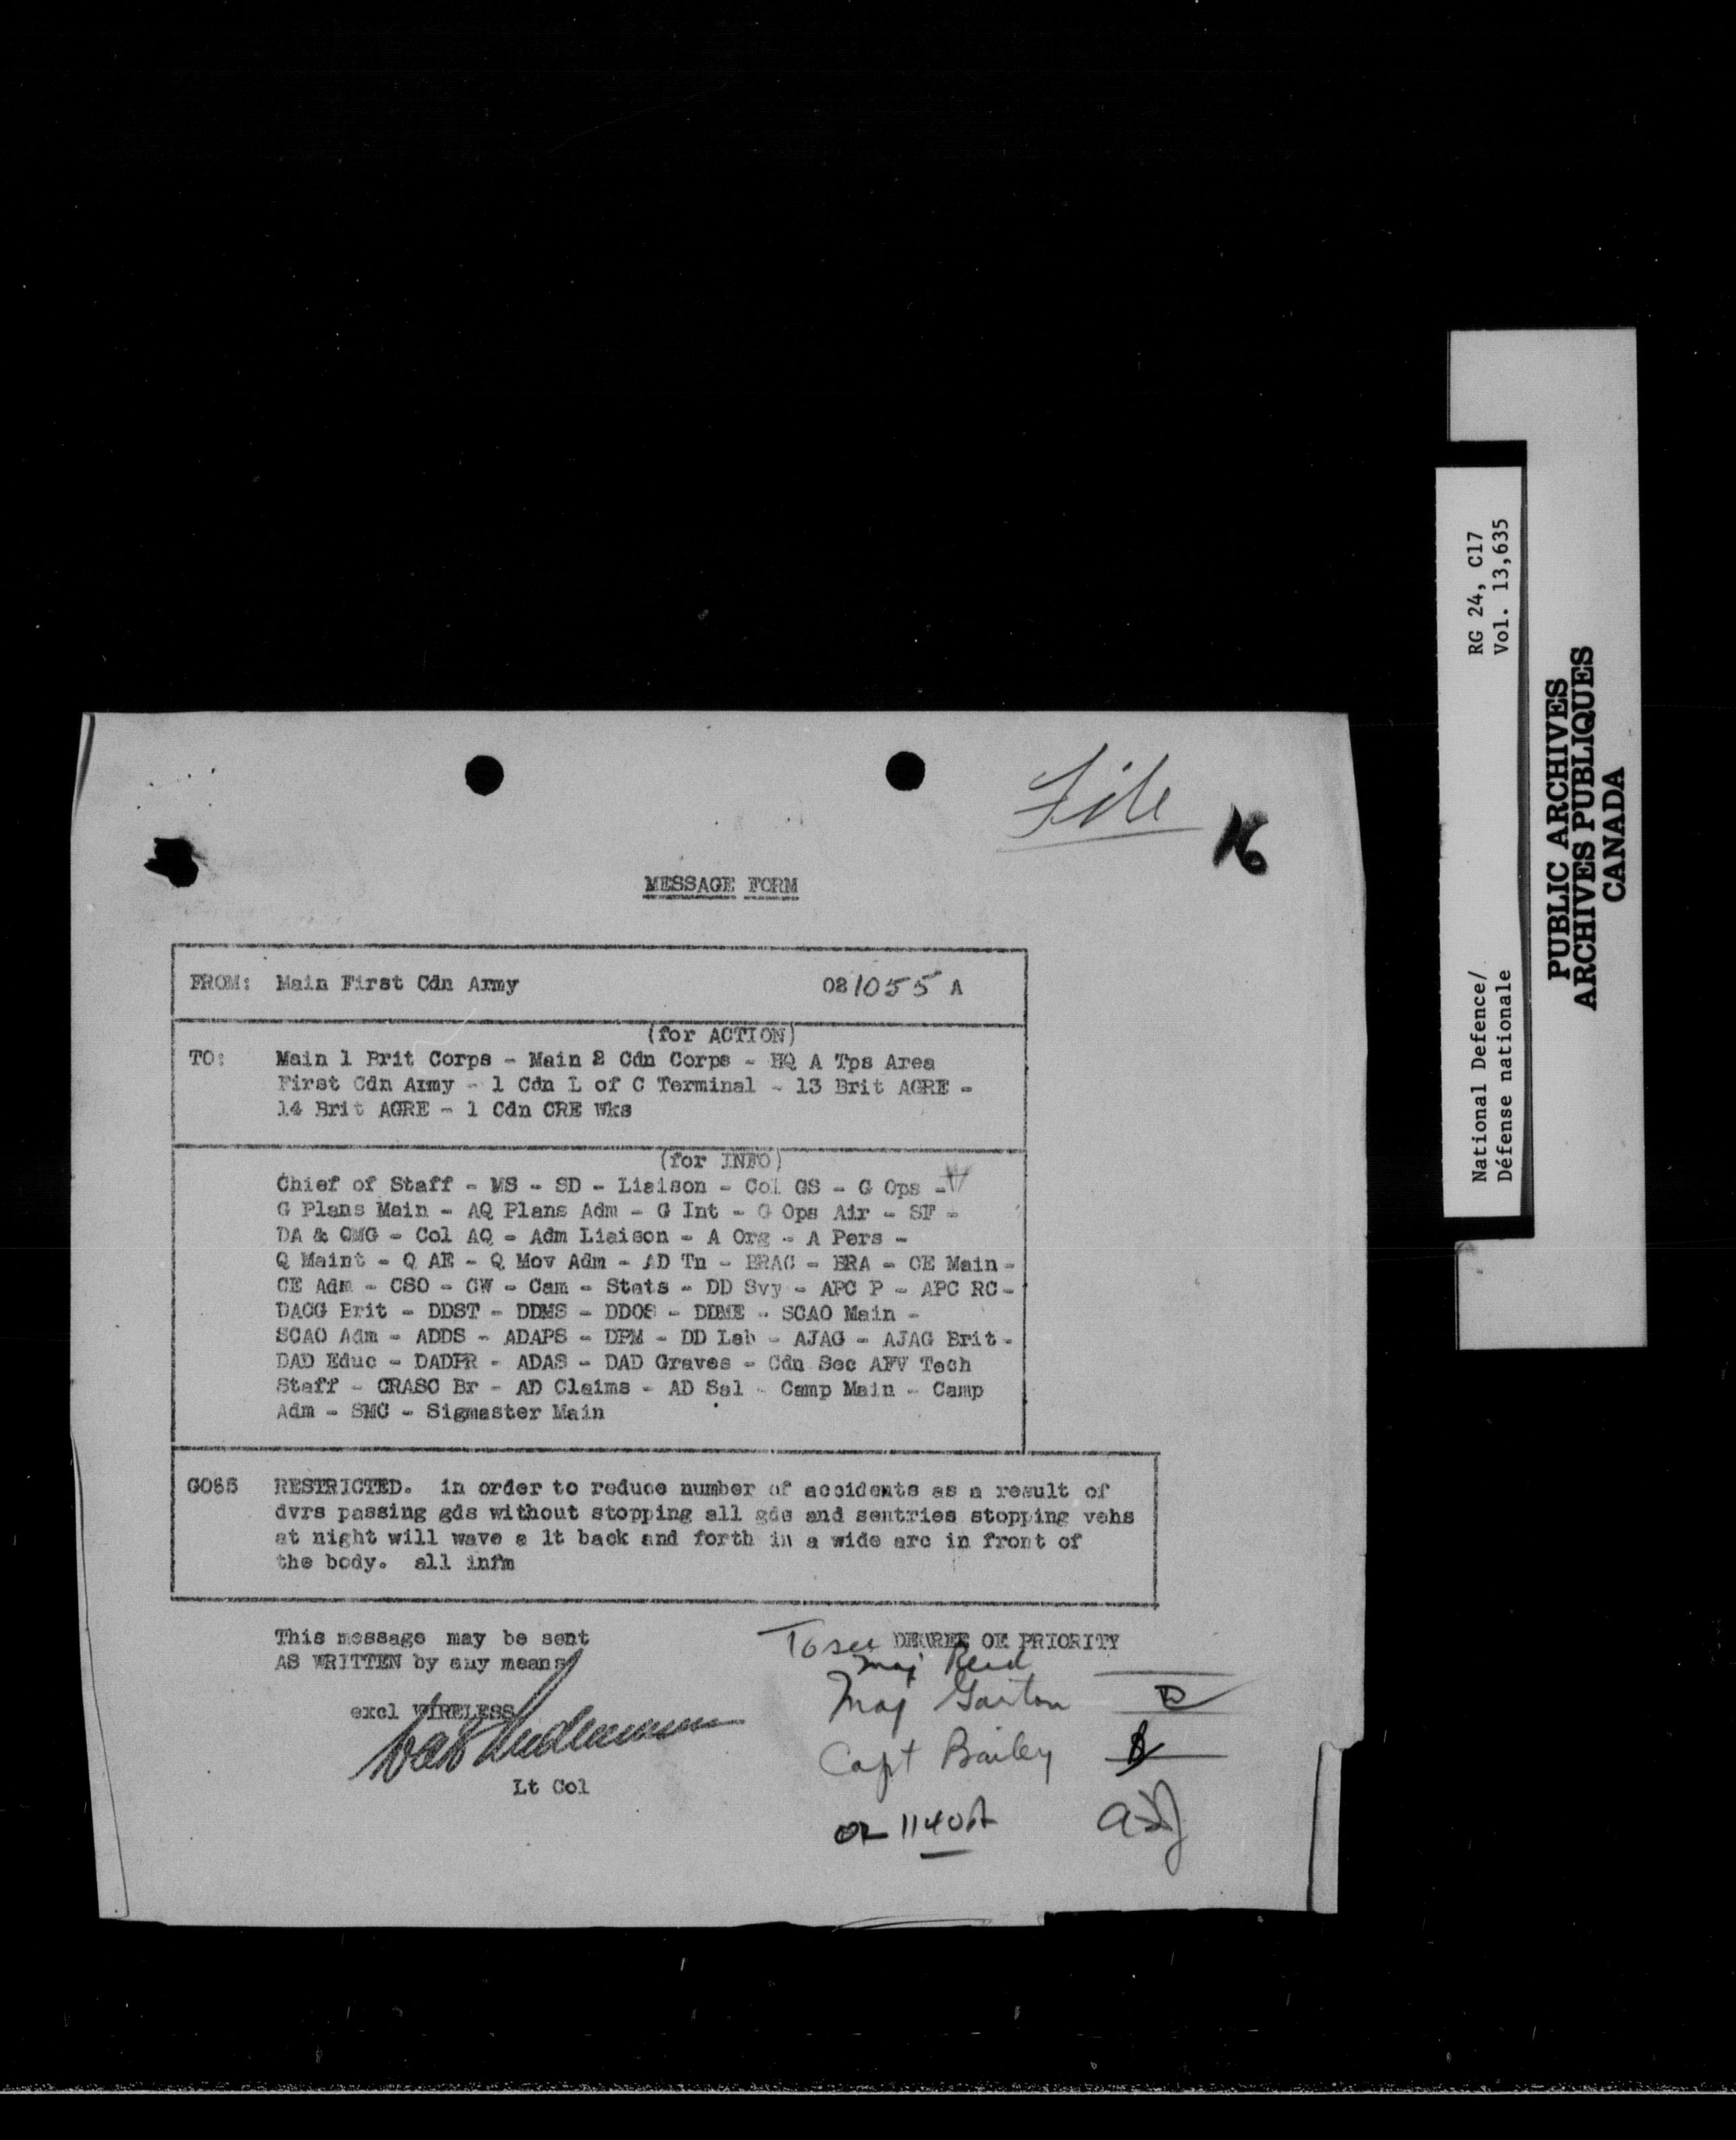 File
16
MESSAGE FORM
FROM: Main First Cdn Army 081055 A
(for ACTION)
TO: Main 1 Brit Corps - Main 2 Cdn Corps - HQ A Tps Area
First Cdn Army - 1 Cdn L of C Terminal - 13 Brit AGRE -
14 Brit AGRE - 1 Cdn CRE Wks
(for INFO)
Chief of Staff - MS - SD - Liaison - Col GS - G Ops -
G Plans Main - AQ Plans Adm - G Int - G Ops Air - SF -
DA & QMG - Col AQ - Adm Liaison - A Org - A Pers -
Q Maint - Q AE - Q Mov Adm - AD Tn - BRAC - BRA - CE Main -
CE Adm - CSO - CW - Cam - Stats - DD Svy - APC P - APC RC -
DACG Brit - DDST - DDMS - DDOS - DDME - SCAO Main -
SCAO Adm - ADDS - ADAPS - DPM - DD Lab - AJAG - AJAG Brit -
DAD Educ - DADPR - ADAS - DAD Graves - Cdn Sec AFV Tech
Staff - CRASC Br - AD Claims - AD Sal - Camp Main - Camp
Adm - SMC - Sigmaster Main
RESTRICTED. in order to reduce number of accidents as a result of
dvrs passing gds without stopping all gds and sentries stopping vehs
at night will wave a lt back and forth in a wide arc in front of
the body. all infm
This message may be sent
AS WRITTEN by any means
excl WIRELESS
Lt Col
To see DEGREE OF PRIORITY
Maj Reid
Maj
Capt Bailey
1140A
National Defence/ RG 24, C17
Défense nationale Vol. 13,635
PUBLIC ARCHIVES
ARCHIVES PUBLIQUES
CANADA